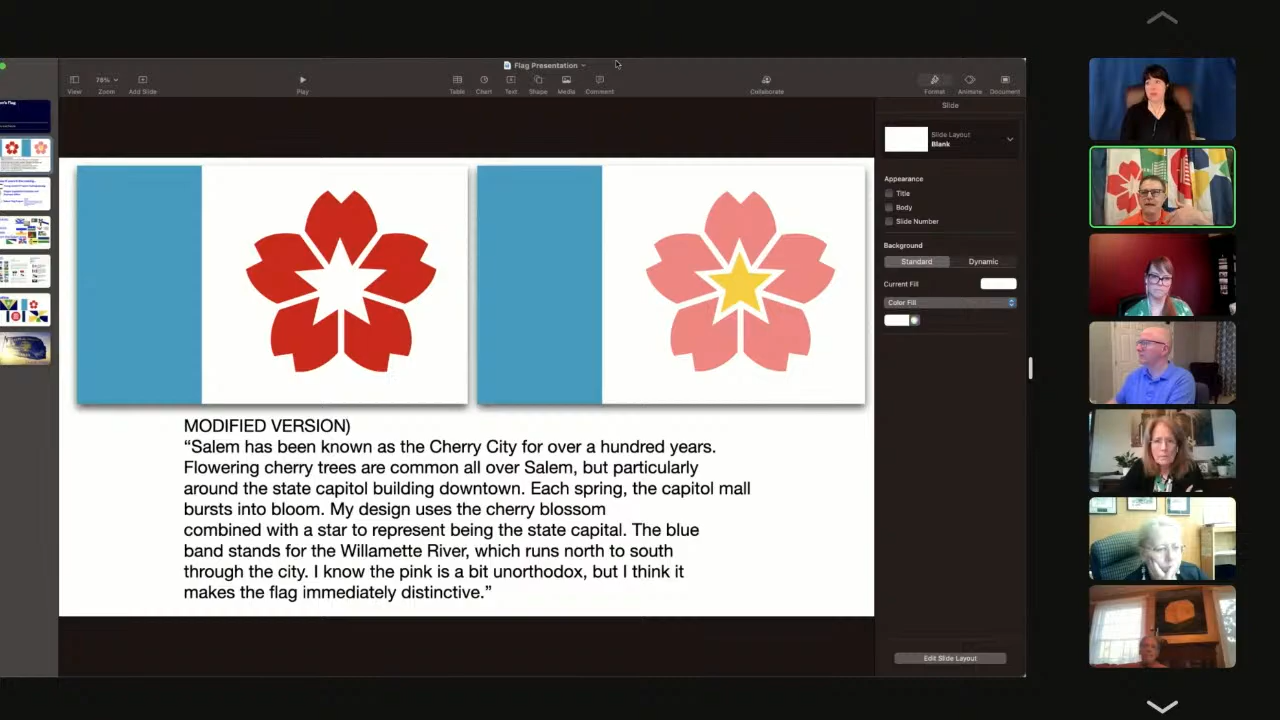 Flag Presentation
View
78%
Zoom
Add Slide
Play
Table
Chart
Text
Shape
Media
Comment
Collaborate
Format
Animate
Document
Slide
Slide Layout
Blank
Appearance
Title
Body
Slide Number
Background
Standard
Dynamic
Current Fill
Color Fill
Edit Slide Layout
MODIFIED VERSION)
“Salem has been known as the Cherry City for over a hundred years.
Flowering cherry trees are common all over Salem, but particularly
around the state capitol building downtown. Each spring, the capitol mall
bursts into bloom. My design uses the cherry blossom
combined with a star to represent being the state capital. The blue
band stands for the Willamette River, which runs north to south
through the city. I know the pink is a bit unorthodox, but I think it
makes the flag immediately distinctive.”